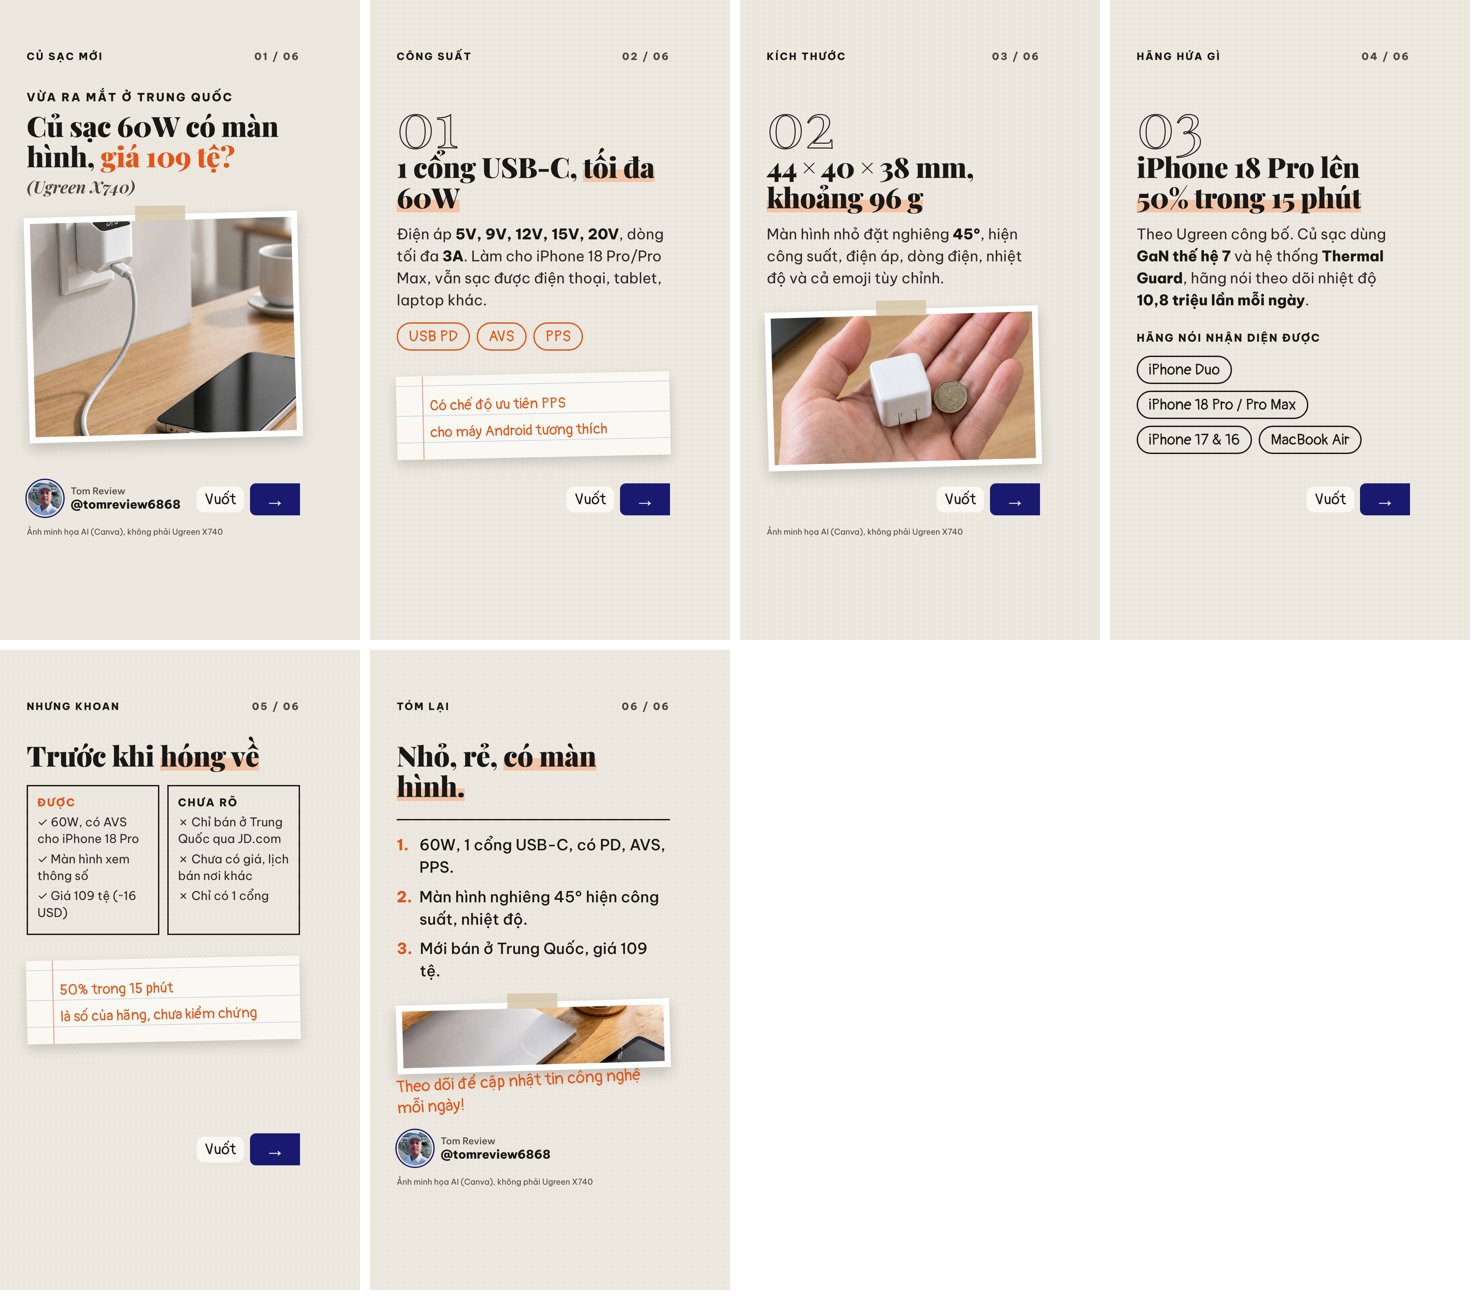 CỦ SẠC MỚI
01 / 06
VỪA RA MẮT Ở TRUNG QUỐC
Củ sạc 60W có màn
hình, giá 109 tệ?
(Ugreen X740)
Tom Review
@tomreview6868
Vuốt
→
Ảnh minh họa AI (Canva), không phải Ugreen X740
CÔNG SUẤT
02 / 06
01
1 cổng USB-C, tối đa
60W
Điện áp 5V, 9V, 12V, 15V, 20V, dòng
tối đa 3A. Làm cho iPhone 18 Pro/Pro
Max, vẫn sạc được điện thoại, tablet,
laptop khác.
USB PD
AVS
PPS
Có chế độ ưu tiên PPS
cho máy Android tương thích
Vuốt
→
KÍCH THƯỚC
03 / 06
02
44 × 40 × 38 mm,
khoảng 96 g
Màn hình nhỏ đặt nghiêng 45°, hiện
công suất, điện áp, dòng điện, nhiệt
độ và cả emoji tùy chỉnh.
Vuốt
→
Ảnh minh họa AI (Canva), không phải Ugreen X740
HÃNG HỨA GÌ
04 / 06
03
iPhone 18 Pro lên
50% trong 15 phút
Theo Ugreen công bố. Củ sạc dùng
GaN thế hệ 7 và hệ thống Thermal
Guard, hãng nói theo dõi nhiệt độ
10,8 triệu lần mỗi ngày.
HÃNG NÓI NHẬN DIỆN ĐƯỢC
iPhone Duo
iPhone 18 Pro / Pro Max
iPhone 17 & 16
MacBook Air
Vuốt
→
NHƯNG KHOAN
05 / 06
Trước khi hóng về
ĐƯỢC
✓ 60W, có AVS
cho iPhone 18 Pro
✓ Màn hình xem
thông số
✓ Giá 109 tệ (~16
USD)
CHƯA RÕ
× Chỉ bán ở Trung
Quốc qua JD.com
× Chưa có giá, lịch
bán nơi khác
× Chỉ có 1 cổng
50% trong 15 phút
là số của hãng, chưa kiểm chứng
Vuốt
→
TÓM LẠI
06 / 06
Nhỏ, rẻ, có màn
hình.
1. 60W, 1 cổng USB-C, có PD, AVS,
PPS.
2. Màn hình nghiêng 45° hiện công
suất, nhiệt độ.
3. Mới bán ở Trung Quốc, giá 109
tệ.
Theo dõi để cập nhật tin công nghệ
mỗi ngày!
Tom Review
@tomreview6868
Ảnh minh họa AI (Canva), không phải Ugreen X740